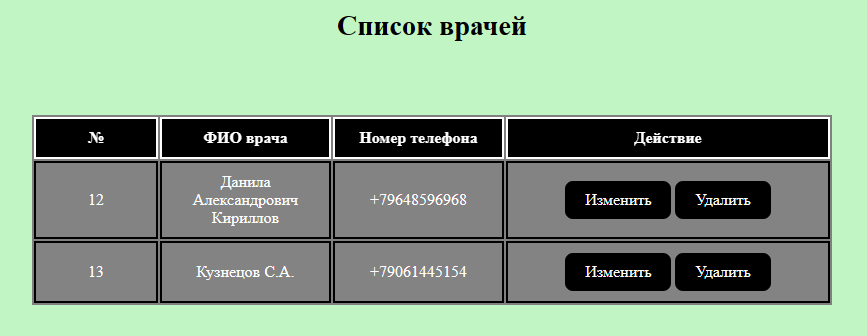 Список врачей
№ ФИО врача Номер телефона Действие
Данила
12 Александрович +79648596968 Изменить Удалить
Кириллов
13 Кузнецов С.А. +79061445154 Изменить Удалить